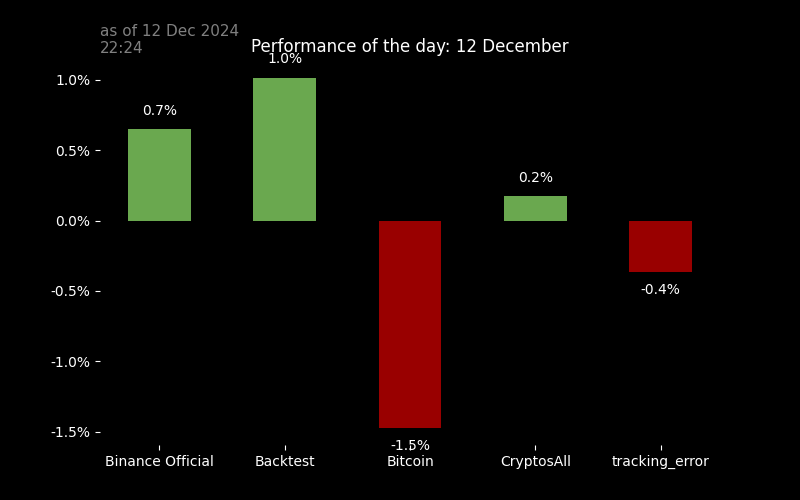 as of 12 Dec 2024
22:24
Performance of the day: 12 December
1.0%
1.0%
0.7%
0.5%
0.2%
0.0%
-0.5%
-0.4%
-1.0%
-1.5%
-1.5%
Binance Official
Backtest
Bitcoin
CryptosAll
tracking_error